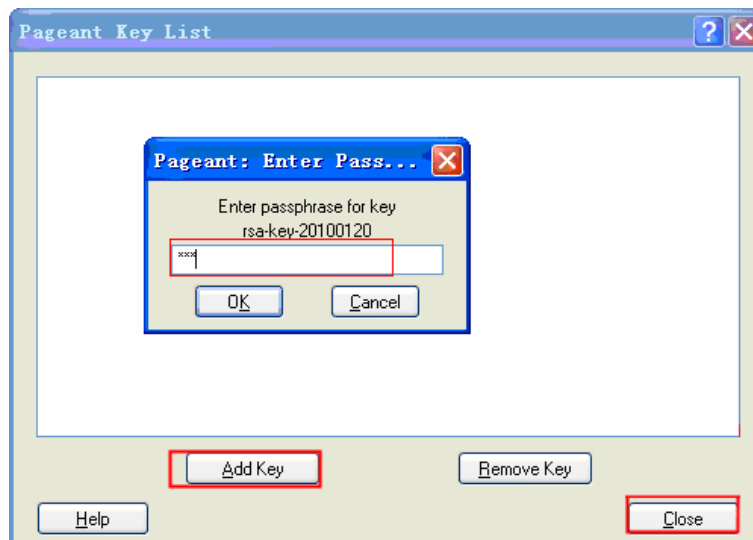 Pageant Key List
Pageant: Enter Pass...
Enter passphrase for key
rsa-key-20100120
***
OK
Cancel
Add Key
Remove Key
Help
Close